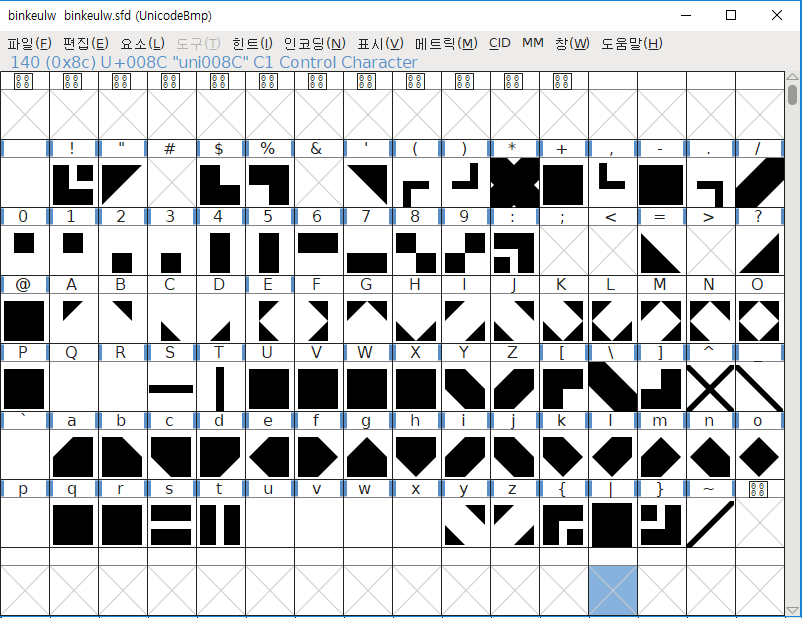 binkeulw  binkeulw.sfd (UnicodeBmp)
파일(F) 편집(E) 요소(L) 도구(T) 힌트(I) 인코딩(N) 표시(V) 메트릭(M) CID MM 창(W) 도움말(H)
140 (0x8c) U+008C "uni008C" C1 Control Character
! " # $ % & ' ( ) * + , - . /
0 1 2 3 4 5 6 7 8 9 : ; < = > ?
@ A B C D E F G H I J K L M N O
P Q R S T U V W X Y Z [ \ ] ^ _
` a b c d e f g h i j k l m n o
p q r s t u v w x y z { | } ~